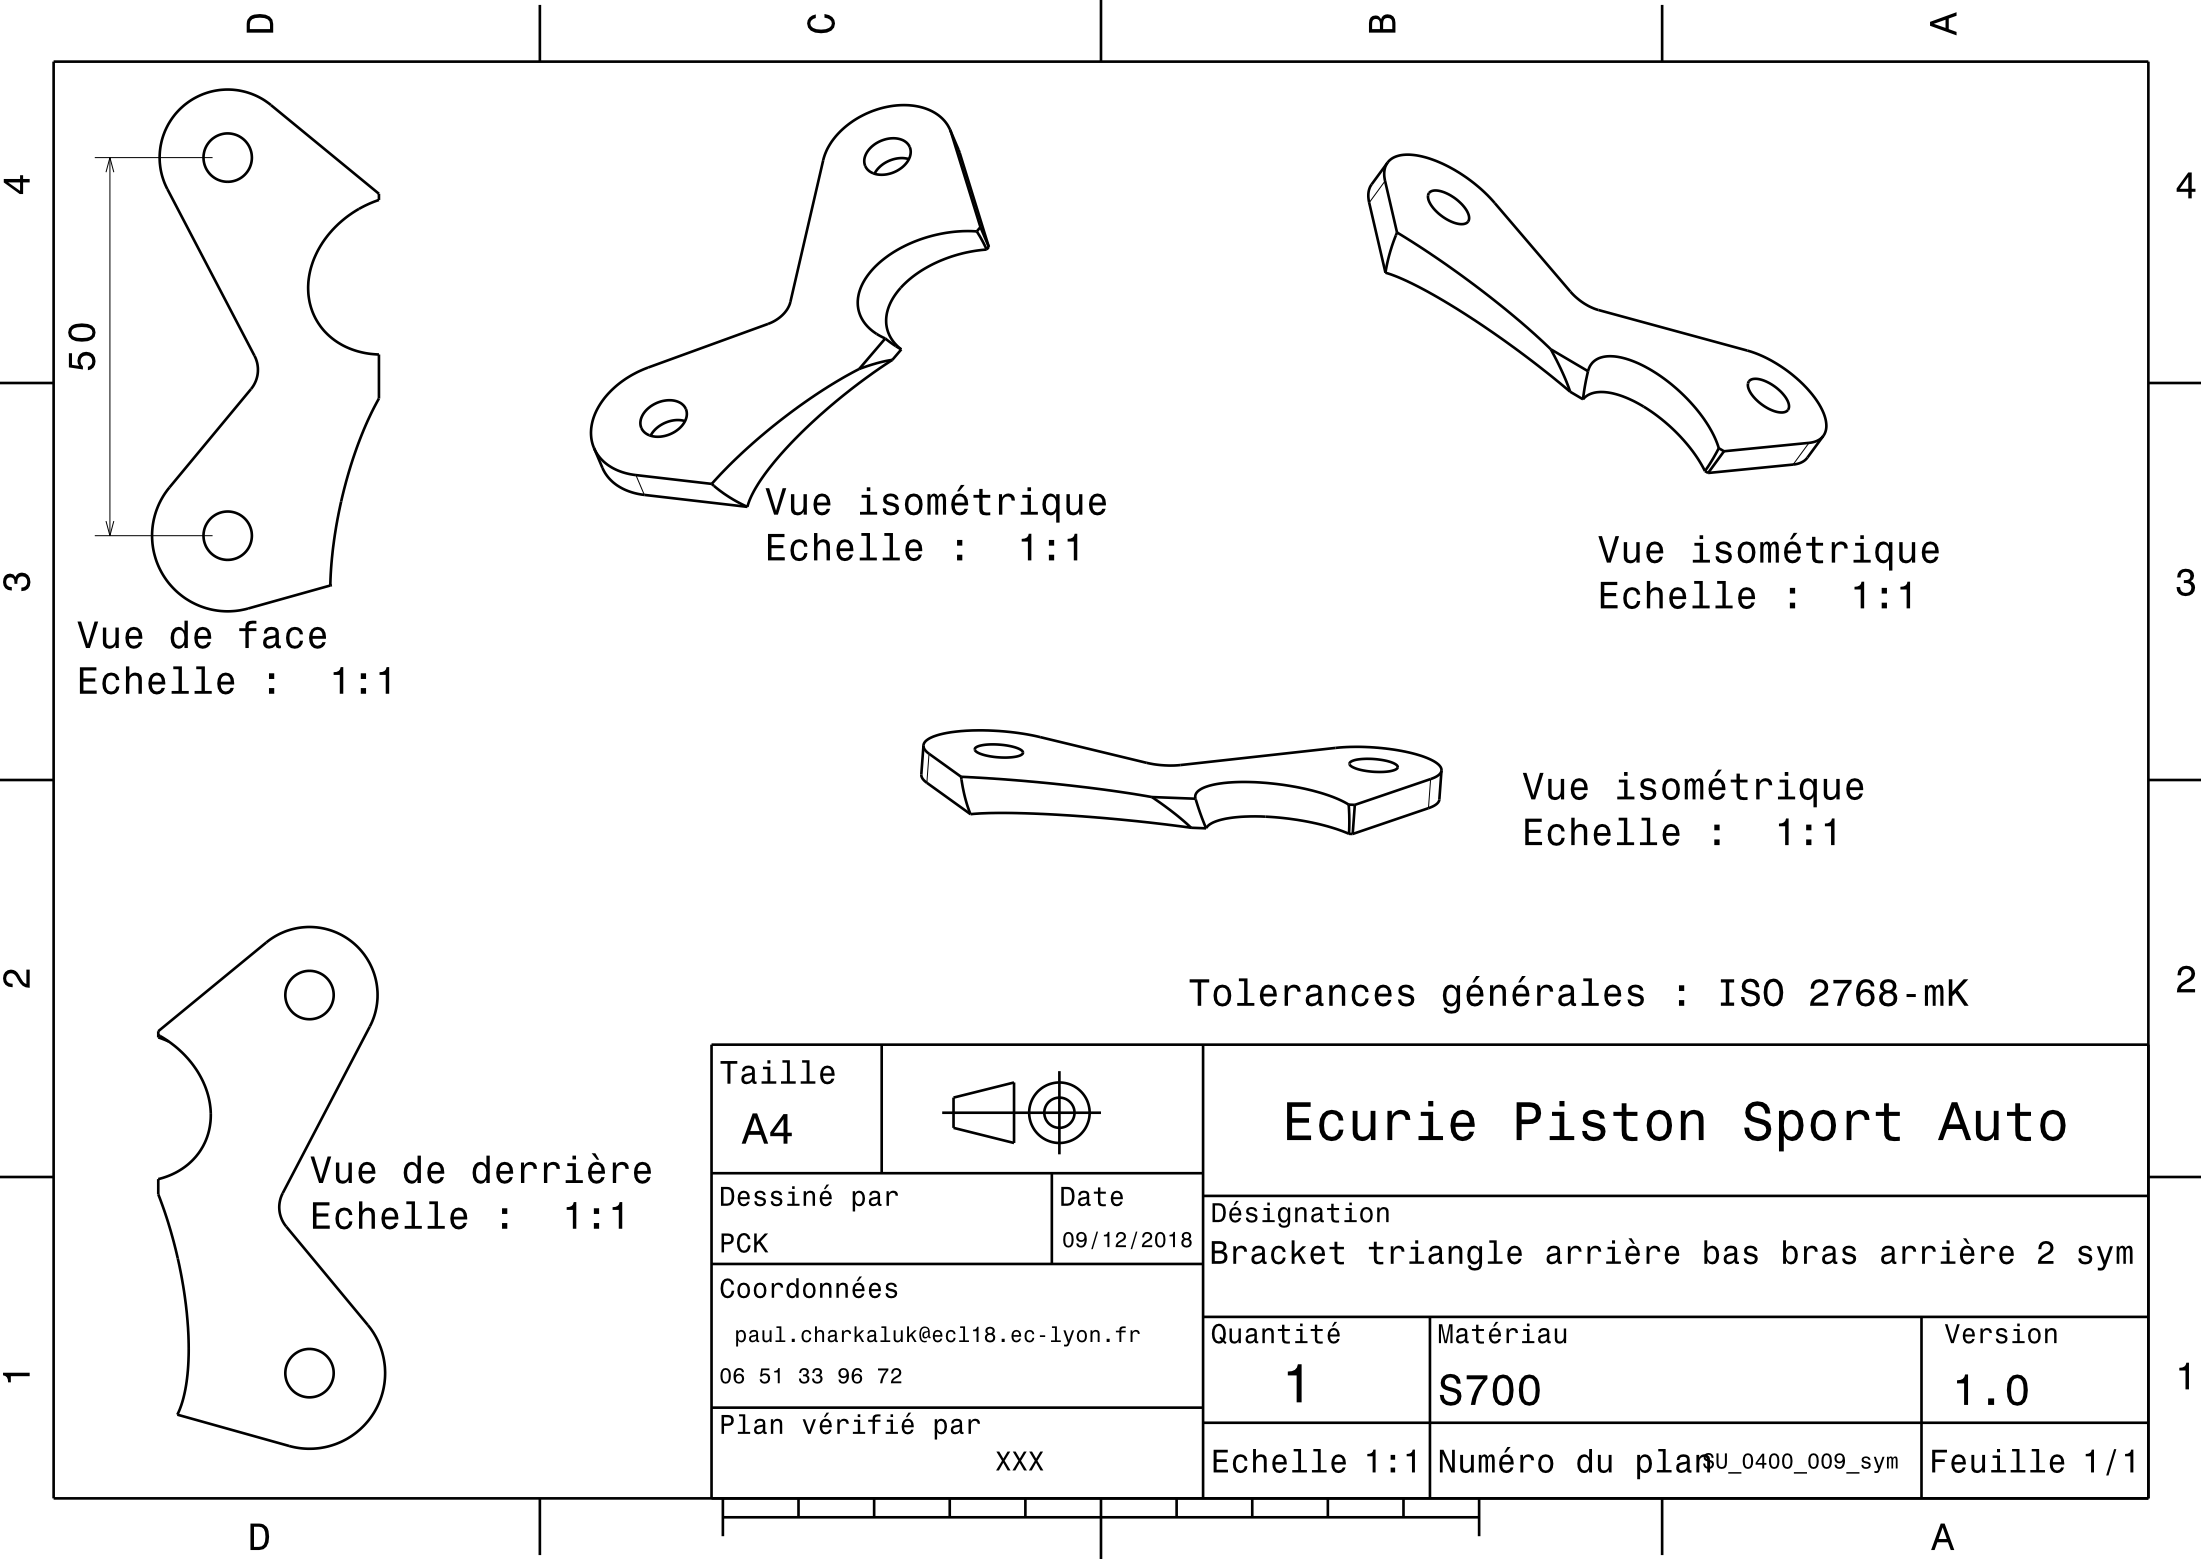 D
C
B
A
4
4
50
Vue isométrique
Echelle :  1:1
Vue isométrique
Echelle :  1:1
3
3
Vue de face
Echelle :  1:1
Vue isométrique
Echelle :  1:1
2
2
Tolerances générales : ISO 2768-mK
Vue de derrière
Echelle :  1:1
Taille
A4
Ecurie Piston Sport Auto
Dessiné par
PCK
Date
09/12/2018
Désignation
Bracket triangle arrière bas bras arrière 2 sym
Coordonnées
paul.charkaluk@ecl18.ec-lyon.fr
06 51 33 96 72
Quantité
1
Matériau
S700
Version
1.0
Plan vérifié par
XXX
Echelle 1:1
Numéro du plan SU_0400_009_sym
Feuille 1/1
1
1
D
A